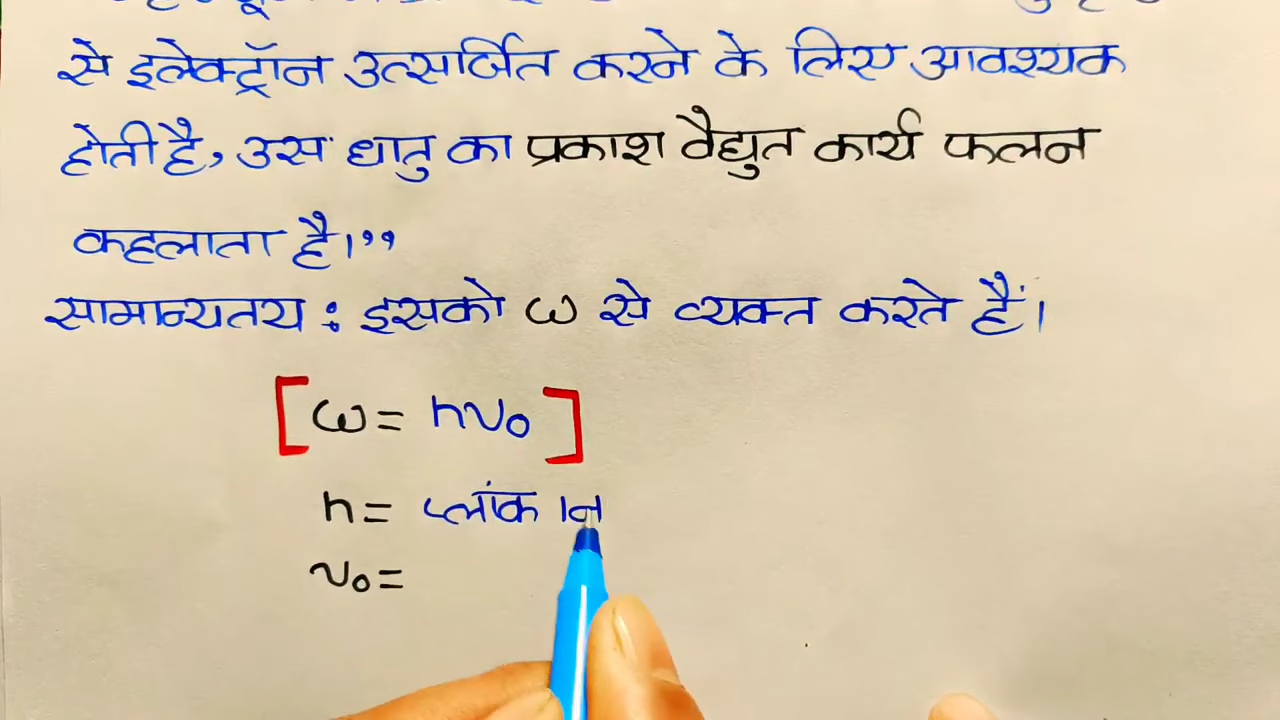 से इलेक्ट्रॉन उत्सर्जित करने के लिए आवश्यक
होती है, उस धातु का प्रकाश वैद्युत कार्य फलन
कहलाता है।”
सामान्यतय : इसको ω से व्यक्त करते हैं।
[ ω = hν₀ ]
h = प्लांक नि
ν₀ =